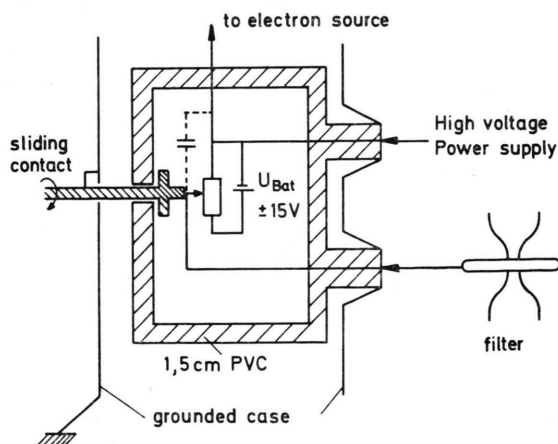 to electron source
High voltage
Power supply
sliding
contact
U_Bat
±15V
filter
1,5cm PVC
grounded case